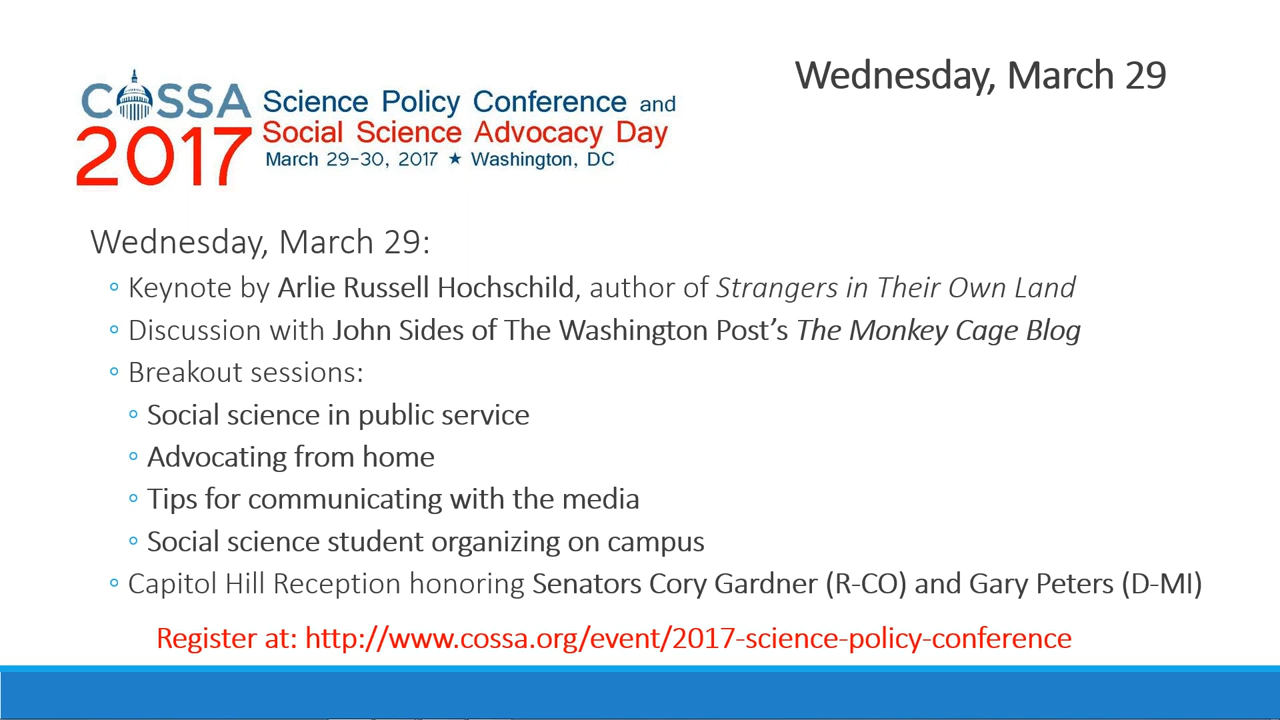 Wednesday, March 29
COSSA
2017
Science Policy Conference and
Social Science Advocacy Day
March 29-30, 2017 ★ Washington, DC
Wednesday, March 29:
◦ Keynote by Arlie Russell Hochschild, author of Strangers in Their Own Land
◦ Discussion with John Sides of The Washington Post’s The Monkey Cage Blog
◦ Breakout sessions:
◦ Social science in public service
◦ Advocating from home
◦ Tips for communicating with the media
◦ Social science student organizing on campus
◦ Capitol Hill Reception honoring Senators Cory Gardner (R-CO) and Gary Peters (D-MI)
Register at: http://www.cossa.org/event/2017-science-policy-conference